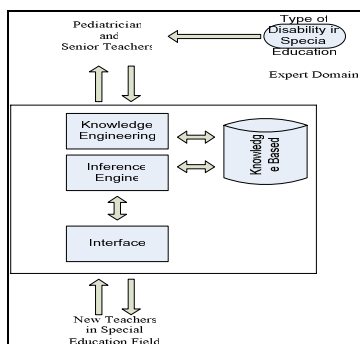 Pediatrician
and
Senior Teachers
Type of
Disability in
Special
Education
Expert Domain
Knowledge
Engineering
Inference
Engine
Knowledg
e Based
Interface
New Teachers
in Special
Education Field